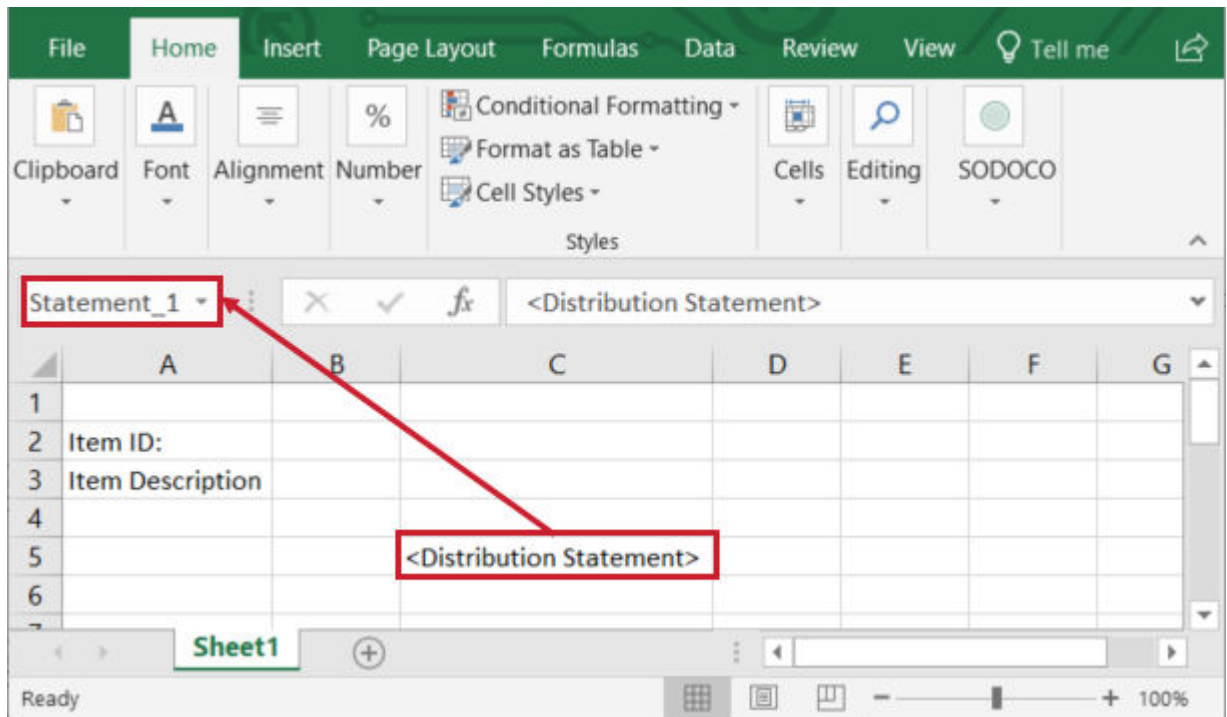 File Home Insert Page Layout Formulas Data Review View Tell me
Conditional Formatting
Format as Table
Cell Styles
Clipboard Font Alignment % Number Cells Editing SODOCO
Styles
Statement_1 fx <Distribution Statement>
A B C D E F G
1
2 Item ID:
3 Item Description
4
5 <Distribution Statement>
6
Sheet1
Ready 100%